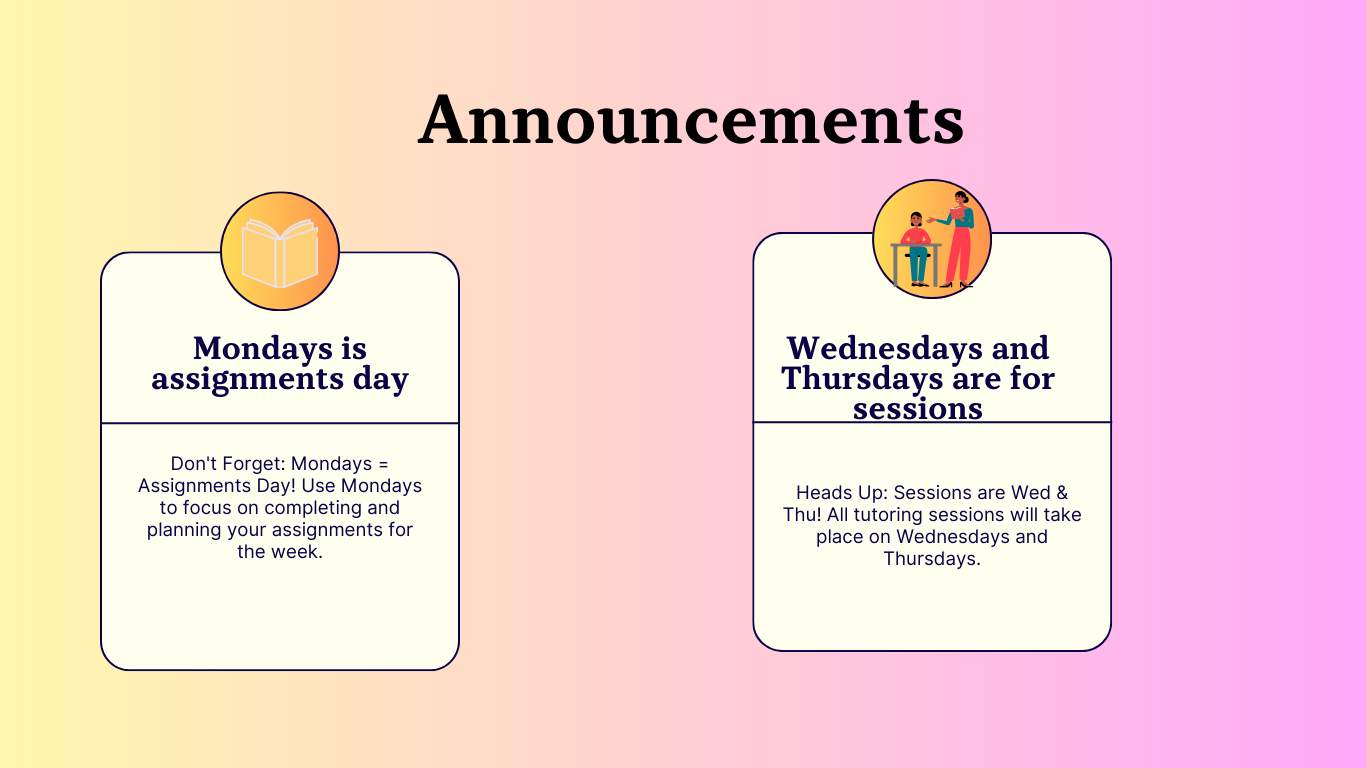 Announcements
Mondays is
assignments day
Don't Forget: Mondays =
Assignments Day! Use Mondays
to focus on completing and
planning your assignments for
the week.
Wednesdays and
Thursdays are for
sessions
Heads Up: Sessions are Wed &
Thu! All tutoring sessions will take
place on Wednesdays and
Thursdays.